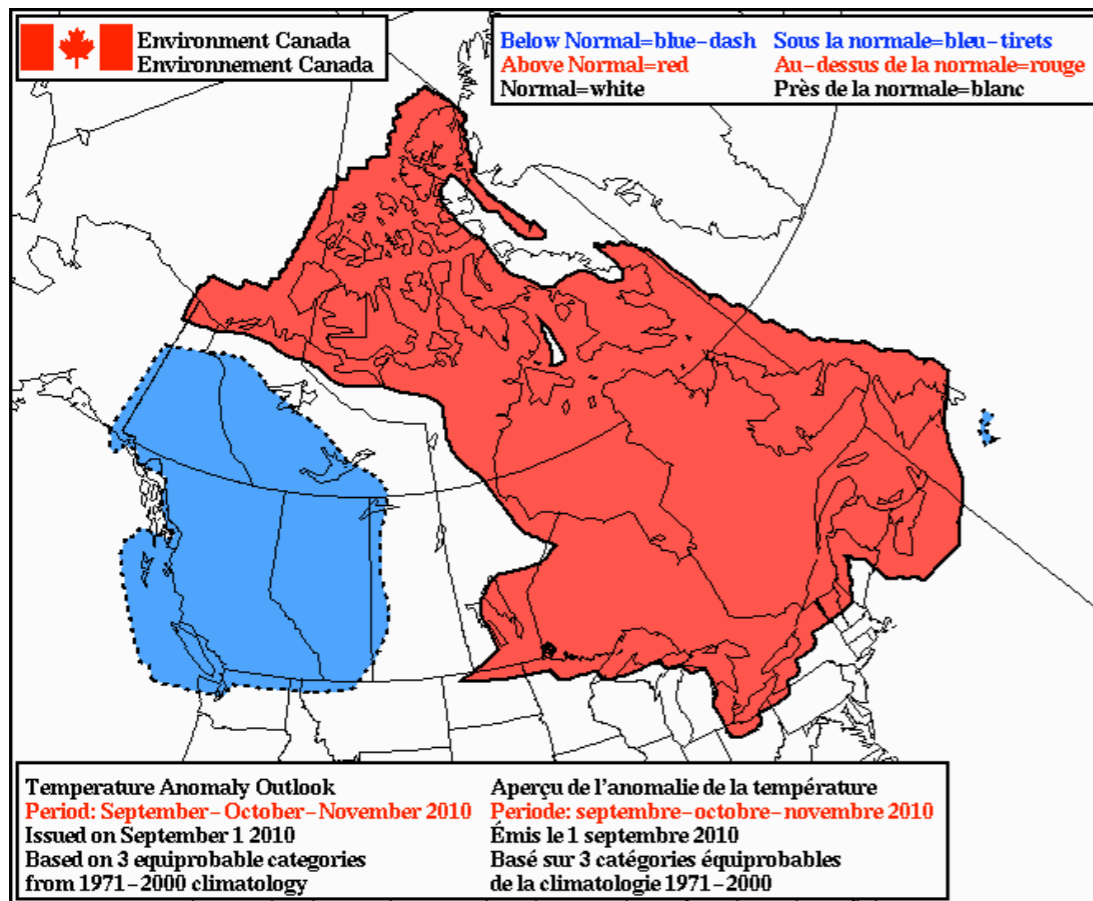 Environment Canada
Environnement Canada
Below Normal=blue-dash
Above Normal=red
Normal=white
Sous la normale=bleu-tirets
Au-dessus de la normale=rouge
Près de la normale=blanc
Temperature Anomaly Outlook
Period: September-October-November 2010
Issued on September 1 2010
Based on 3 equiprobable categories
from 1971-2000 climatology
Aperçu de l'anomalie de la température
Periode: septembre-octobre-novembre 2010
Émis le 1 septembre 2010
Basé sur 3 catégories équiprobables
de la climatologie 1971-2000